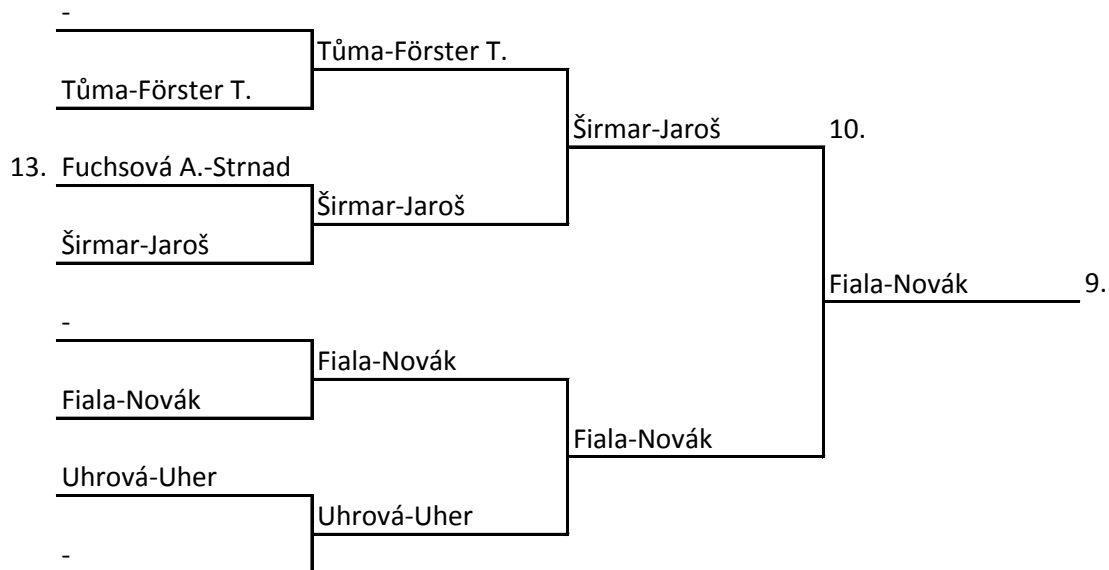 -
Tůma-Förster T.
Tůma-Förster T.
Širmar-Jaroš 10.
13. Fuchsová A.-Strnad
Širmar-Jaroš
Širmar-Jaroš
Fiala-Novák 9.
-
Fiala-Novák
Fiala-Novák
Fiala-Novák
Uhrová-Uher
Uhrová-Uher
-